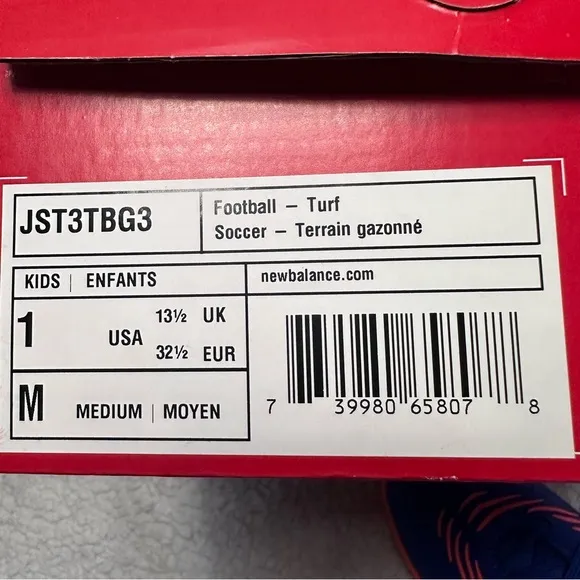 JST3TBG3
Football – Turf
Soccer – Terrain gazonné
KIDS | ENFANTS
newbalance.com
1 USA 13½ UK
32½ EUR
M MEDIUM | MOYEN
7 39980 65807 8